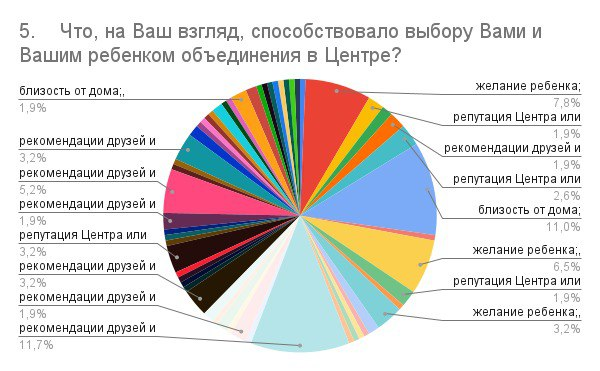 5. Что, на Ваш взгляд, способствовало выбору Вами и
Вашим ребенком объединения в Центре?
близость от дома;,
1,9%
рекомендации друзей и
3,2%
рекомендации друзей и
5,2%
рекомендации друзей и
1,9%
репутация Центра или
3,2%
рекомендации друзей и
3,2%
рекомендации друзей и
1,9%
рекомендации друзей и
11,7%
желание ребенка;
7,8%
репутация Центра или
1,9%
рекомендации друзей и
1,9%
репутация Центра или
2,6%
близость от дома;
11,0%
желание ребенка;,
6,5%
репутация Центра или
1,9%
желание ребенка;,
3,2%